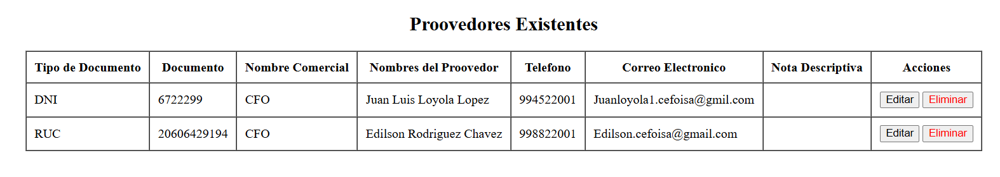 Proovedores Existentes
Tipo de Documento Documento Nombre Comercial Nombres del Proovedor Telefono Correo Electronico Nota Descriptiva Acciones
DNI 6722299 CFO Juan Luis Loyola Lopez 994522001 Juanloyola1.cefoisa@gmil.com Editar Eliminar
RUC 20606429194 CFO Edilson Rodriguez Chavez 998822001 Edilson.cefoisa@gmail.com Editar Eliminar